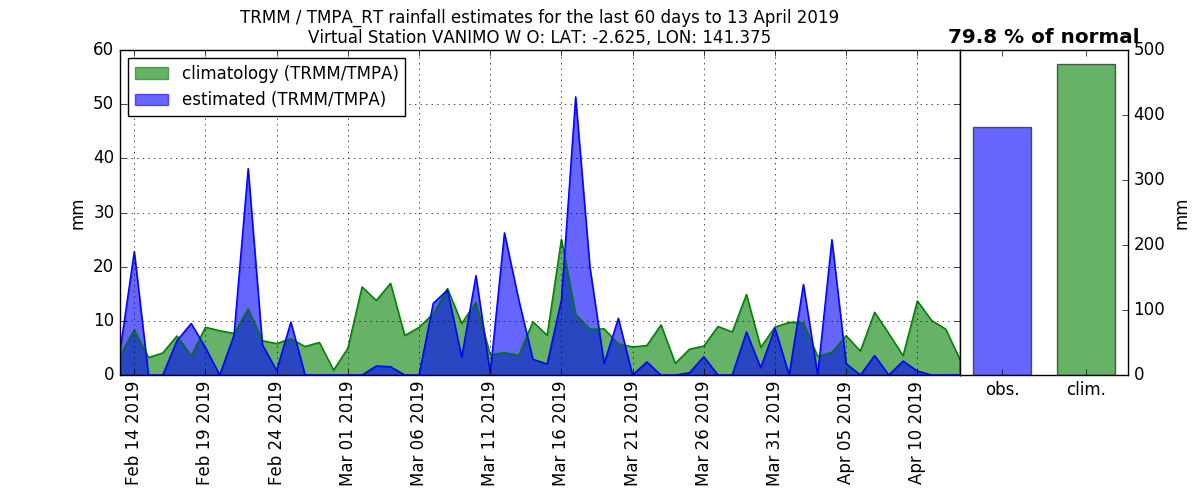 TRMM / TMPA_RT rainfall estimates for the last 60 days to 13 April 2019
Virtual Station VANIMO W O: LAT: -2.625, LON: 141.375
79.8 % of normal
climatology (TRMM/TMPA)
estimated (TRMM/TMPA)
mm
60
50
40
30
20
10
0
Feb 14 2019
Feb 19 2019
Feb 24 2019
Mar 01 2019
Mar 06 2019
Mar 11 2019
Mar 16 2019
Mar 21 2019
Mar 26 2019
Mar 31 2019
Apr 05 2019
Apr 10 2019
500
400
300
200
100
0
mm
obs.
clim.